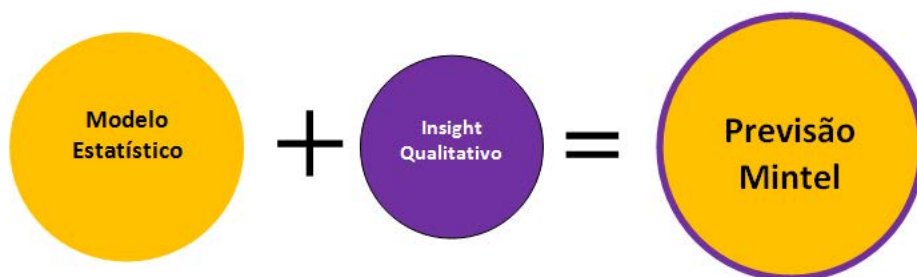 Modelo
Estatístico
+
Insight
Qualitativo
=
Previsão
Mintel